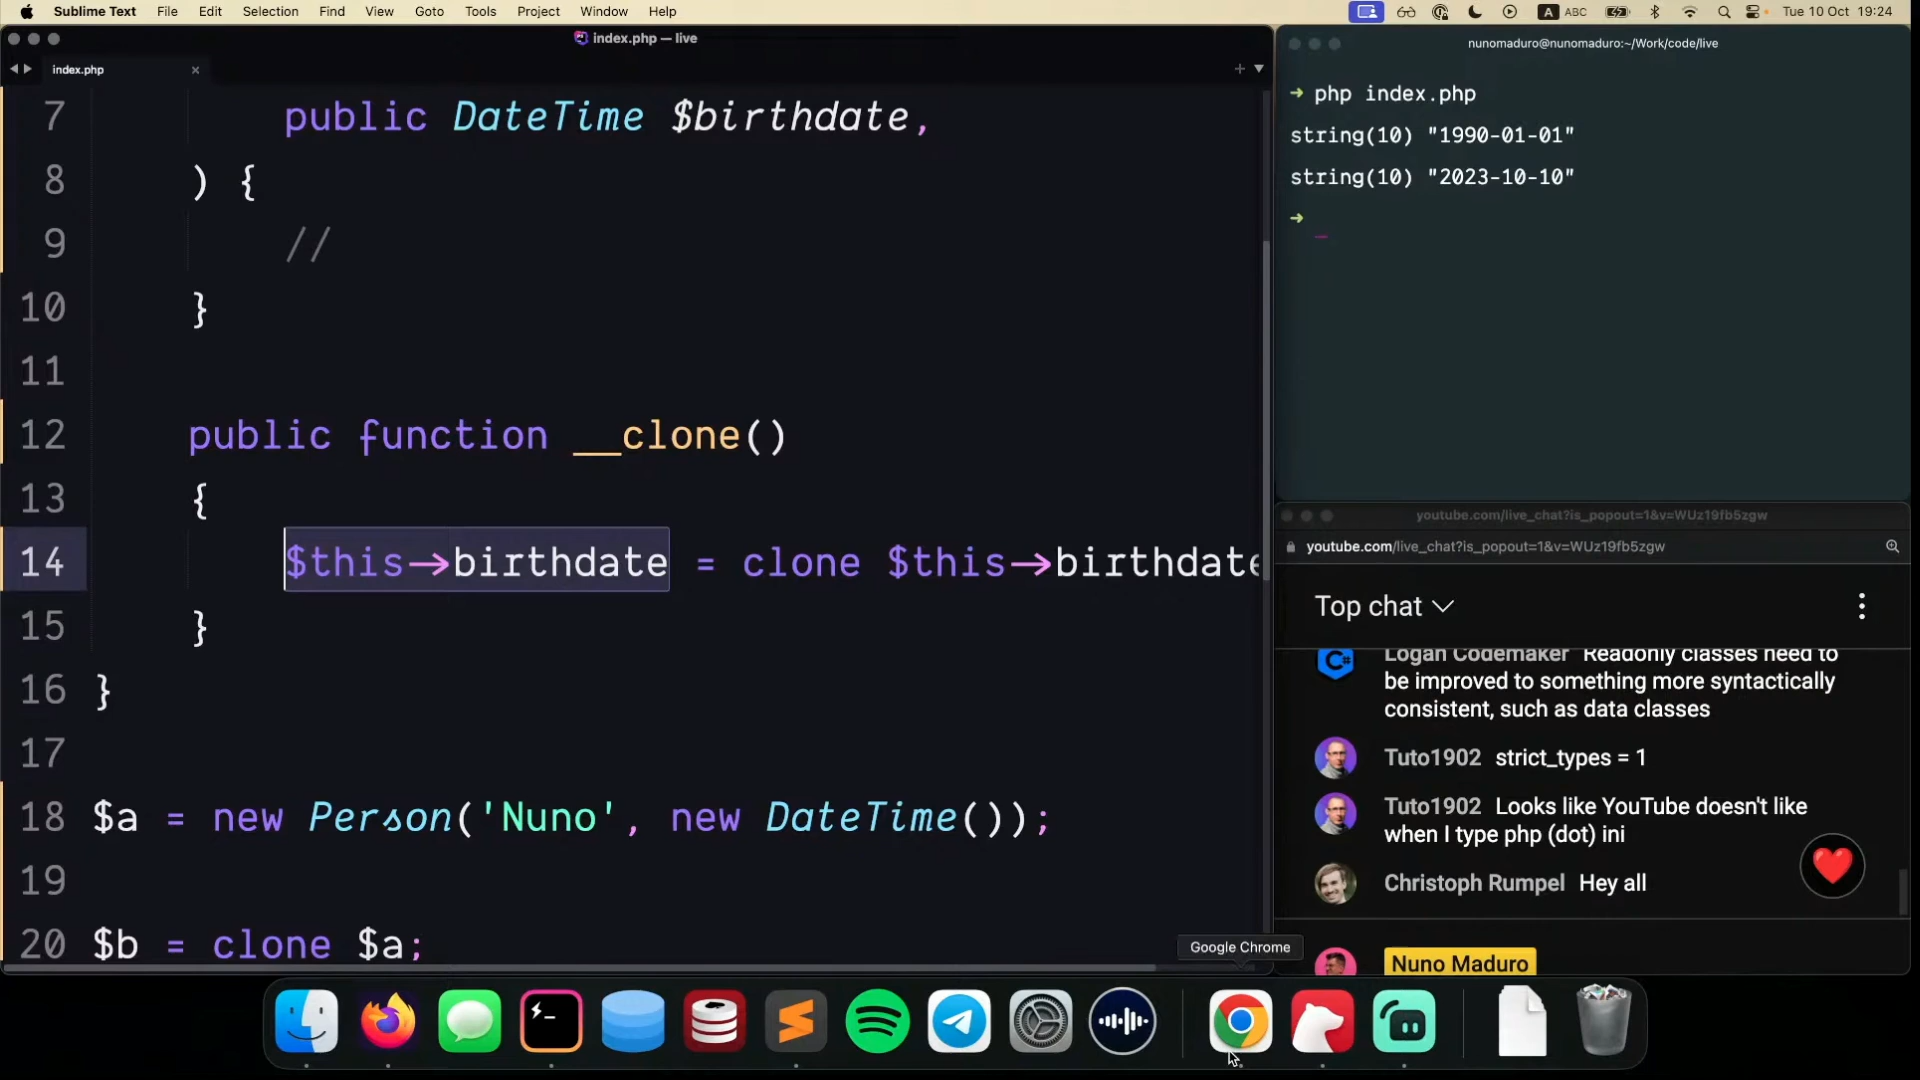 Sublime Text File Edit Selection Find View Goto Tools Project Window Help A ABC Tue 10 Oct 19:24
index.php — live
index.php
7 public DateTime $birthdate,
8 ) {
9 //
10 }
11
12 public function __clone()
13 {
14 $this→birthdate = clone $this→birthdate
15 }
16 }
17
18 $a = new Person('Nuno', new DateTime());
19
20 $b = clone $a;
nunomaduro@nunomaduro:~/Work/code/live
➜ php index.php
string(10) "1990-01-01"
string(10) "2023-10-10"
➜ _
youtube.com/live_chat?is_popout=1&v=WUz19fb5zgw
youtube.com/live_chat?is_popout=1&v=WUz19fb5zgw
Top chat
Logan Codemaker Readonly classes need to
be improved to something more syntactically
consistent, such as data classes
Tuto1902 strict_types = 1
Tuto1902 Looks like YouTube doesn't like
when I type php (dot) ini
Christoph Rumpel Hey all
Nuno Maduro
Google Chrome